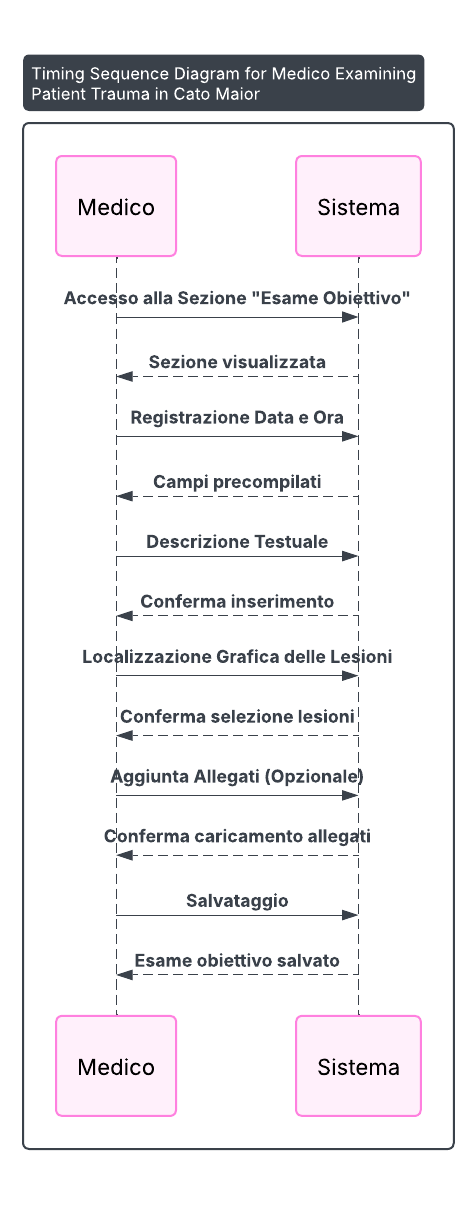 Timing Sequence Diagram for Medico Examining
Patient Trauma in Cato Maior
Medico
Sistema
Accesso alla Sezione "Esame Obiettivo"
Sezione visualizzata
Registrazione Data e Ora
Campi precompilati
Descrizione Testuale
Conferma inserimento
Localizzazione Grafica delle Lesioni
Conferma selezione lesioni
Aggiunta Allegati (Opzionale)
Conferma caricamento allegati
Salvataggio
Esame obiettivo salvato
Medico
Sistema